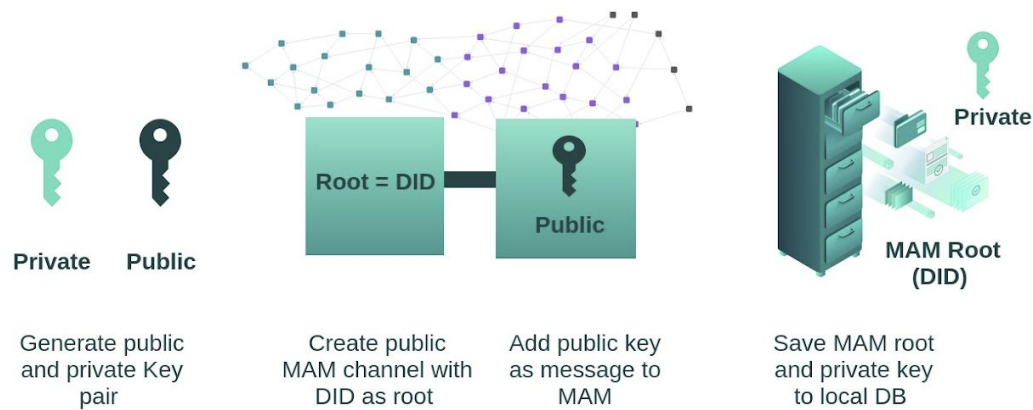 Private
Public
Generate public
and private Key
pair
Root = DID
Public
Create public
MAM channel with
DID as root
Add public key
as message to
MAM
Private
MAM Root
(DID)
Save MAM root
and private key
to local DB